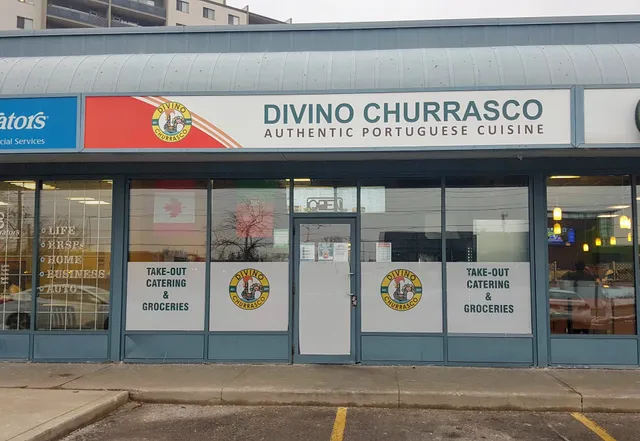 ators
cial Services
DIVINO
CHURRASCO
DIVINO CHURRASCO
AUTHENTIC PORTUGUESE CUISINE
OPEN
LIFE
RRSPs
HOME
BUSINESS
AUTO
TAKE-OUT
CATERING
&
GROCERIES
DIVINO
CHURRASCO
DIVINO
CHURRASCO
TAKE-OUT
CATERING
&
GROCERIES